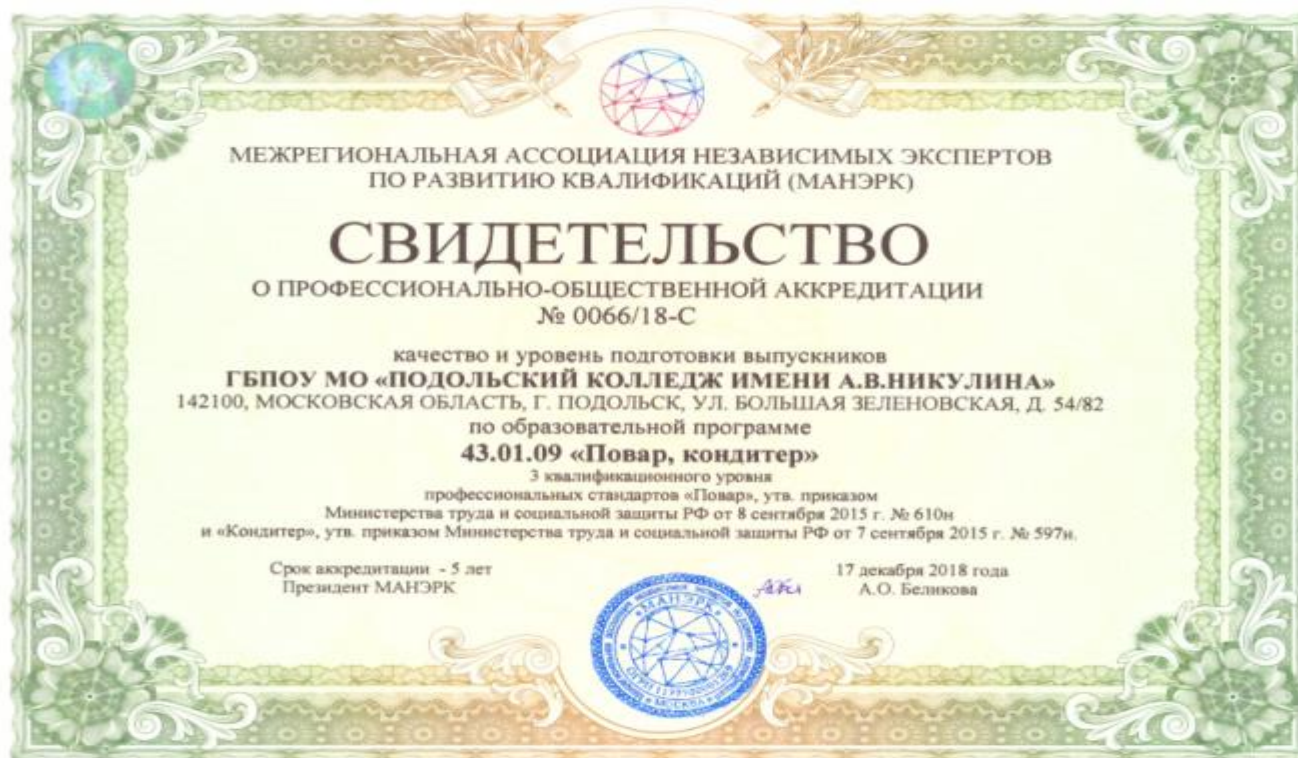 МЕЖРЕГИОНАЛЬНАЯ АССОЦИАЦИЯ НЕЗАВИСИМЫХ ЭКСПЕРТОВ
ПО РАЗВИТИЮ КВАЛИФИКАЦИЙ (МАНЭРК)
СВИДЕТЕЛЬСТВО
О ПРОФЕССИОНАЛЬНО-ОБЩЕСТВЕННОЙ АККРЕДИТАЦИИ
№ 0066/18-С
качество и уровень подготовки выпускников
ГБПОУ МО «ПОДОЛЬСКИЙ КОЛЛЕДЖ ИМЕНИ А.В.НИКУЛИНА»
142100, МОСКОВСКАЯ ОБЛАСТЬ, Г. ПОДОЛЬСК, УЛ. БОЛЬШАЯ ЗЕЛЕНОВСКАЯ, Д. 54/82
по образовательной программе
43.01.09 «Повар, кондитер»
3 квалификационного уровня
профессиональных стандартов «Повар», утв. приказом
Министерства труда и социальной защиты РФ от 8 сентября 2015 г. № 610н
и «Кондитер», утв. приказом Министерства труда и социальной защиты РФ от 7 сентября 2015 г. № 597н.
Срок аккредитации - 5 лет
Президент МАНЭРК
17 декабря 2018 года
А.О. Беликова
МАНЭРК
МОСКВА